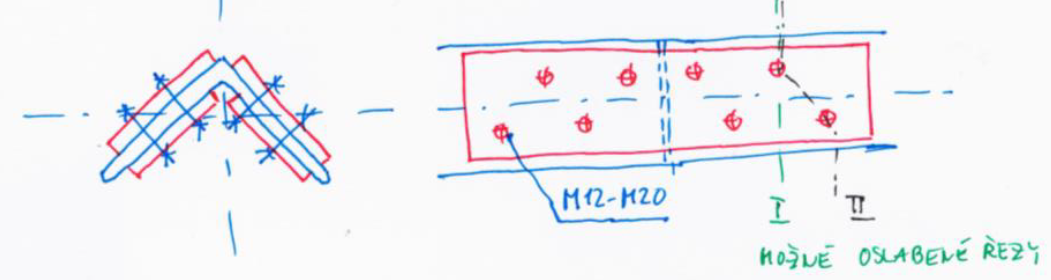 M12-M20
I II
MOŽNÉ OSLABENÉ ŘEZY